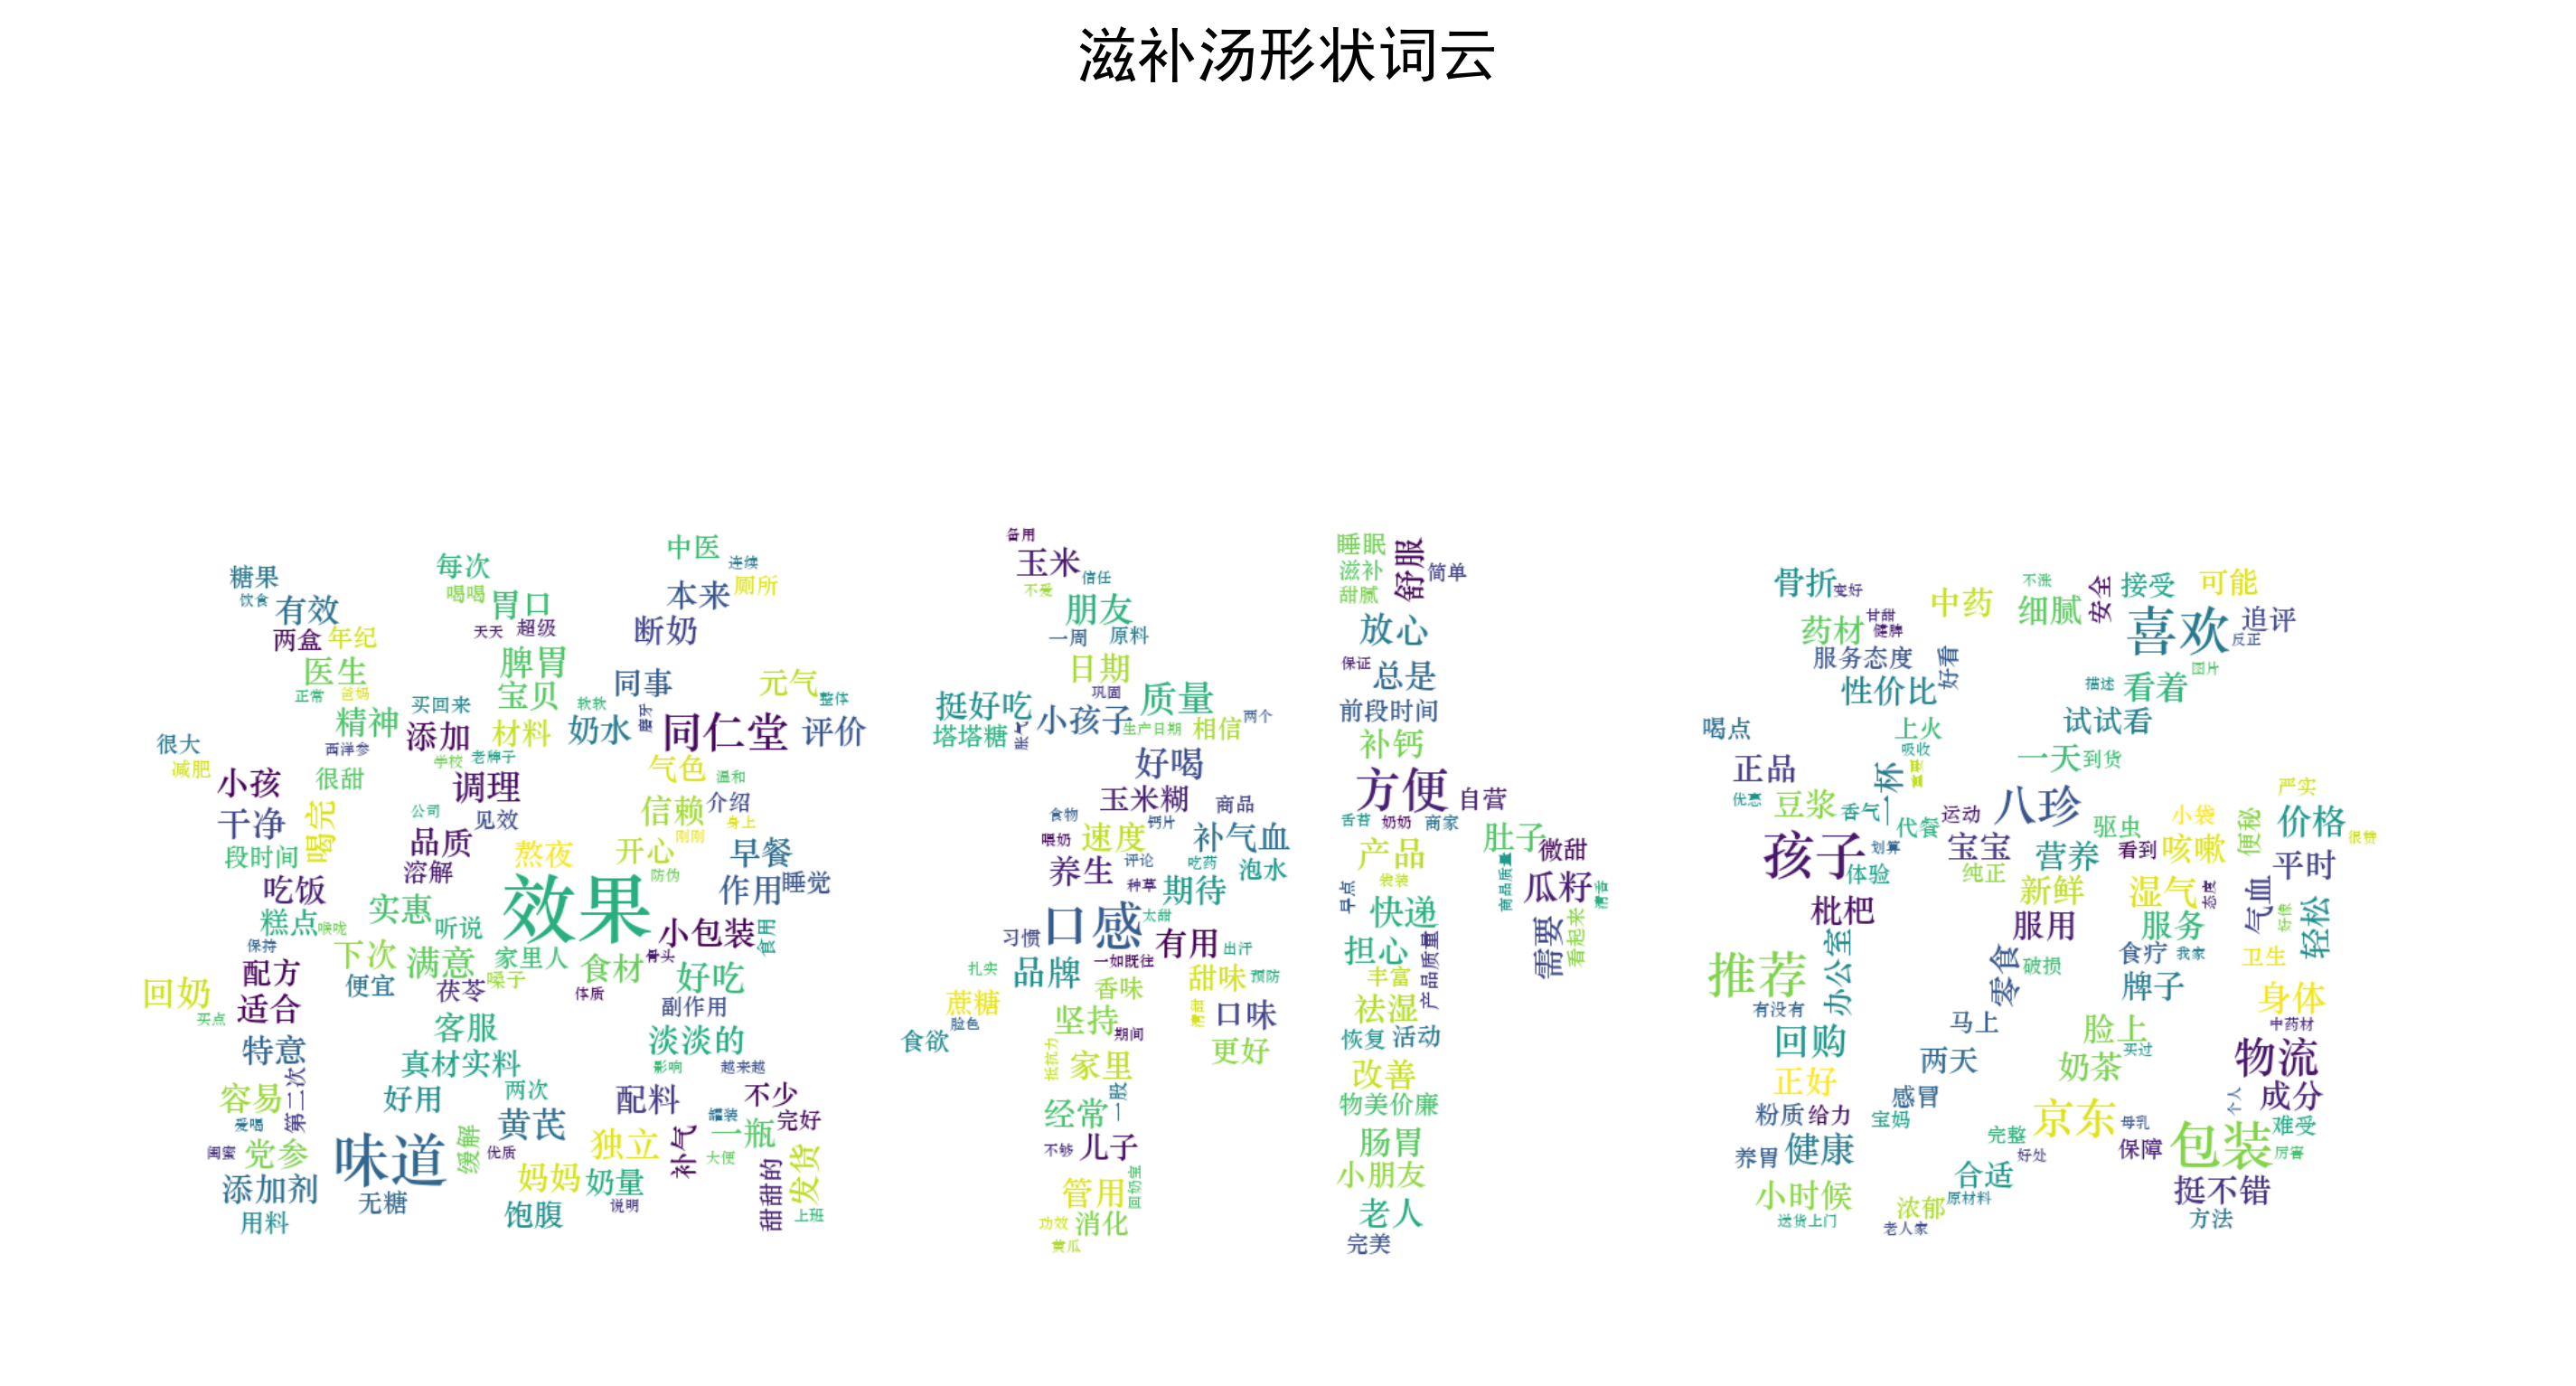 滋补汤形状词云
中医
每次
连续
糖果
喝喝
本来
厕所
饮食
有效
胃口
天天
超级
断奶
两盒
年纪
医生
脾胃
同事
元气
正常
爸妈
买回来
宝贝
软软
整体
精神
添加
材料
奶水
磨牙
同仁堂
评价
很大
西洋参
学校
老牌子
减肥
小孩
很甜
调理
气色
温和
干净
喝完
公司
见效
信赖
介绍
身上
刚刚
段时间
品质
溶解
熬夜
开心
防伪
早餐
吃饭
作用
睡觉
糕点
喉咙
实惠
听说
效果
小包装
食用
保持
下次
满意
家里人
食材
骨头
配方
便宜
茯苓
嗓子
体质
好吃
回奶
买点
适合
客服
副作用
特意
真材实料
淡淡的
影响
越来越
容易
第二次
好用
两次
配料
不少
爱喝
黄芪
罐装
完好
闺蜜
党参
味道
缓解
优质
独立
补气
一瓶
大便
添加剂
无糖
妈妈
奶量
说明
甜甜的
发货
用料
饱腹
上班
备用
玉米
信任
不爱
朋友
一周
原料
日期
巩固
质量
挺好吃
小孩子
生产日期
相信
两个
塔塔糖
胀气
好喝
玉米糊
商品
食物
钙片
喂奶
速度
补气血
养生
评论
吃药
泡水
种草
期待
口感
太甜
习惯
有用
出汗
扎实
品牌
一如既往
甜味
预防
蔗糖
香味
脸色
坚持
期间
清甜
口味
食欲
抵抗力
家里
更好
经常
一股
不够
儿子
管用
回奶宝
功效
消化
黄瓜
睡眠
滋补
甜腻
舒服
简单
放心
保证
总是
前段时间
补钙
方便
自营
舌苔
奶奶
商家
肚子
微甜
产品
袋装
商品质量
瓜籽
清香
早点
快递
担心
产品质量
需要
看起来
丰富
祛湿
恢复
活动
改善
物美价廉
肠胃
小朋友
老人
完美
骨折
变好
中药
不涨
细腻
安全
接受
可能
药材
甘甜
健脾
喜欢
追评
反正
服务态度
好看
性价比
描述
看着
喝点
上火
试试看
吸收
正品
一杯
一天
到货
优惠
豆浆
香气
代餐
运动
八珍
小袋
严实
驱虫
便秘
价格
很赞
孩子
划算
宝宝
营养
看到
咳嗽
平时
体验
纯正
新鲜
湿气
态度
气血
好像
轻松
枇杷
服用
服务
推荐
办公室
零食
破损
食疗
我家
卫生
有没有
牌子
身体
回购
马上
脸上
买过
中药材
正好
两天
奶茶
物流
粉质
给力
感冒
宝妈
京东
母乳
个人
成分
养胃
健康
完整
好处
保障
包装
难受
厉害
小时候
合适
原材料
挺不错
送货上门
浓郁
老人家
方法